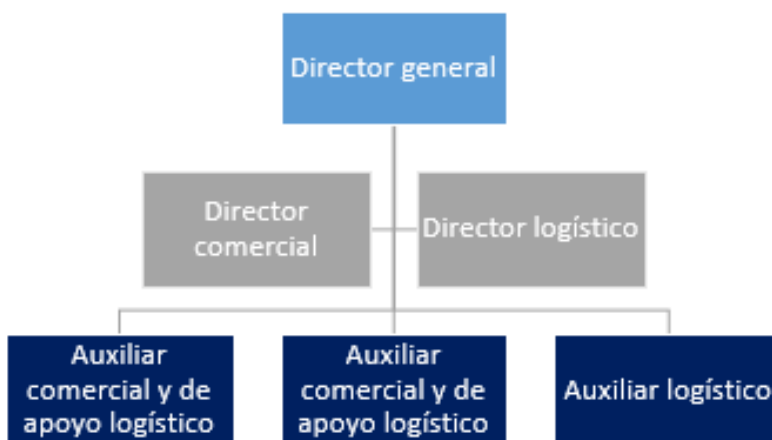 Director general
Director
comercial
Director logístico
Auxiliar
comercial y de
apoyo logístico
Auxiliar
comercial y de
apoyo logístico
Auxiliar logístico